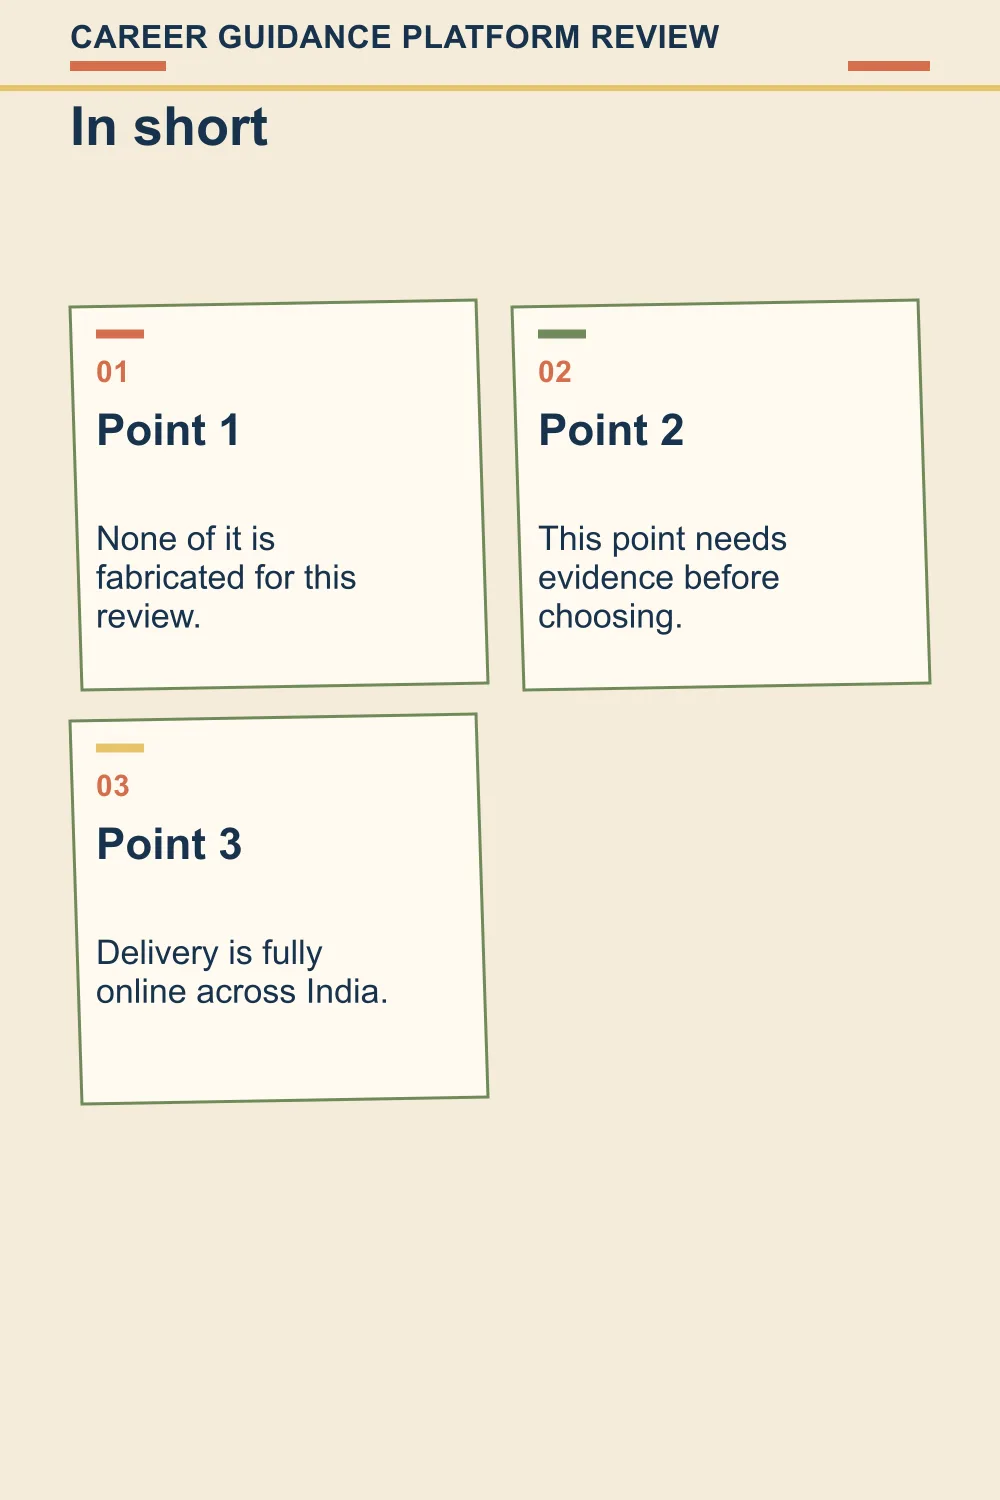 CAREER GUIDANCE PLATFORM REVIEW
In short
01
Point 1
None of it is
fabricated for this
review.
02
Point 2
This point needs
evidence before
choosing.
03
Point 3
Delivery is fully
online across India.